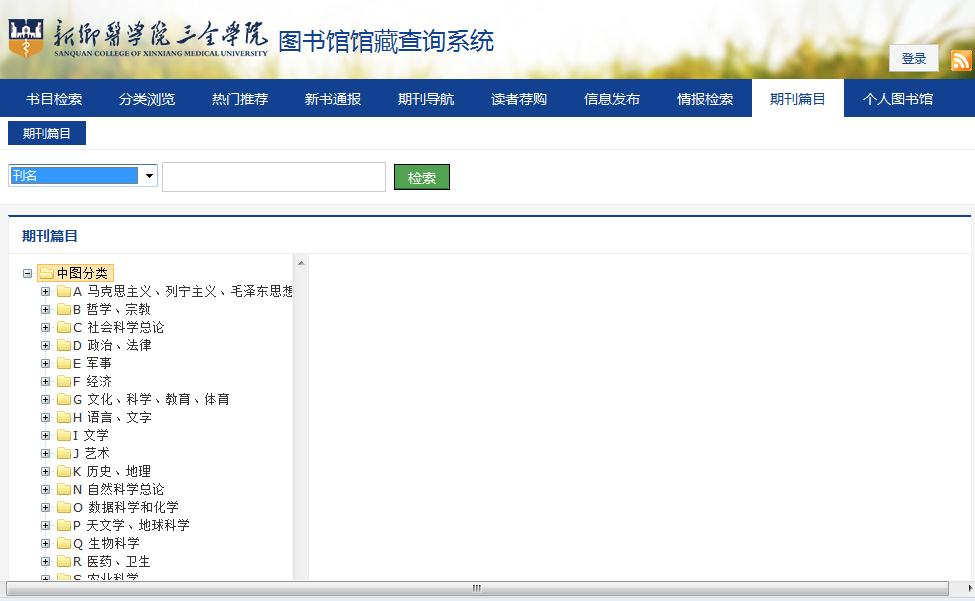 新乡医学院三全学院
SANQUAN COLLEGE OF XINXIANG MEDICAL UNIVERSITY
图书馆馆藏查询系统
登录
书目检索 分类浏览 热门推荐 新书通报 期刊导航 读者荐购 信息发布 情报检索 期刊篇目 个人图书馆
期刊篇目
刊名 检索
期刊篇目
中图分类
A 马克思主义、列宁主义、毛泽东思想
B 哲学、宗教
C 社会科学总论
D 政治、法律
E 军事
F 经济
G 文化、科学、教育、体育
H 语言、文字
I 文学
J 艺术
K 历史、地理
N 自然科学总论
O 数据科学和化学
P 天文学、地球科学
Q 生物科学
R 医药、卫生
S 农业科学